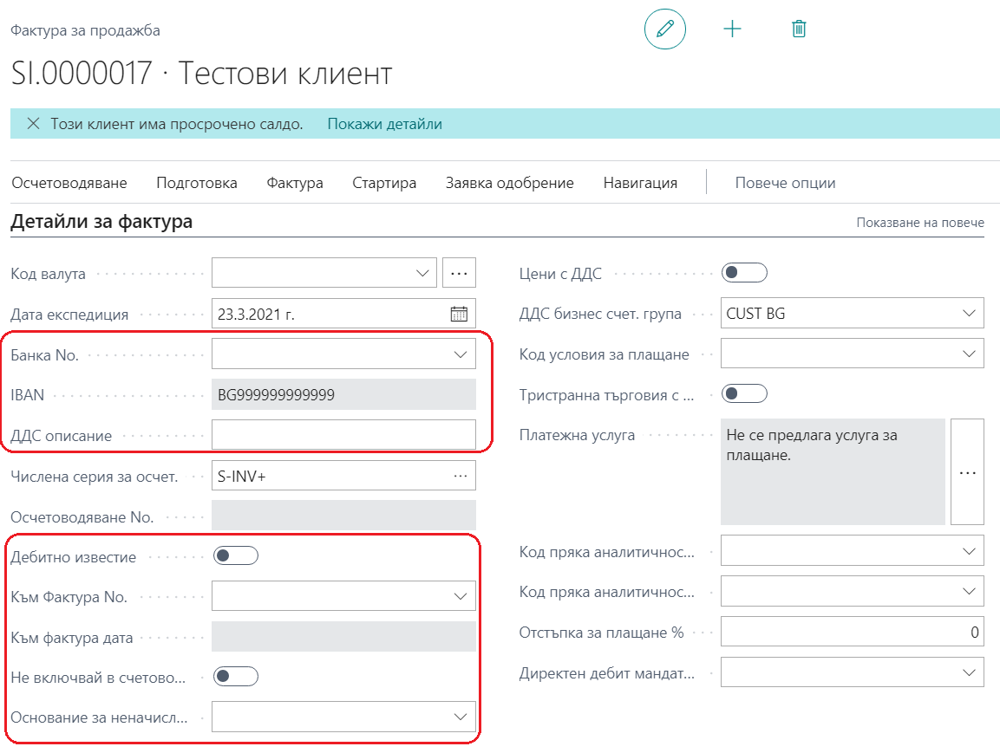 Фактура за продажба
SI.0000017 · Тестови клиент
Този клиент има просрочено салдо. Покажи детайли
Осчетоводяване Подготовка Фактура Стартира Заявка одобрение Навигация Повече опции
Детайли за фактура Показване на повече
Код валута
Дата експедиция 23.3.2021 г.
Банка No.
IBAN BG999999999999
ДДС описание
Числена серия за осчет. S-INV+
Осчетоводяване No.
Дебитно известие
Към Фактура No.
Към фактура дата
Не включвай в счетово...
Основание за неначисл...
Цени с ДДС
ДДС бизнес счет. група CUST BG
Код условия за плащане
Тристранна търговия с ...
Платежна услуга Не се предлага услуга за
плащане.
Код пряка аналитичнос...
Код пряка аналитичнос...
Отстъпка за плащане % 0
Директен дебит мандат...